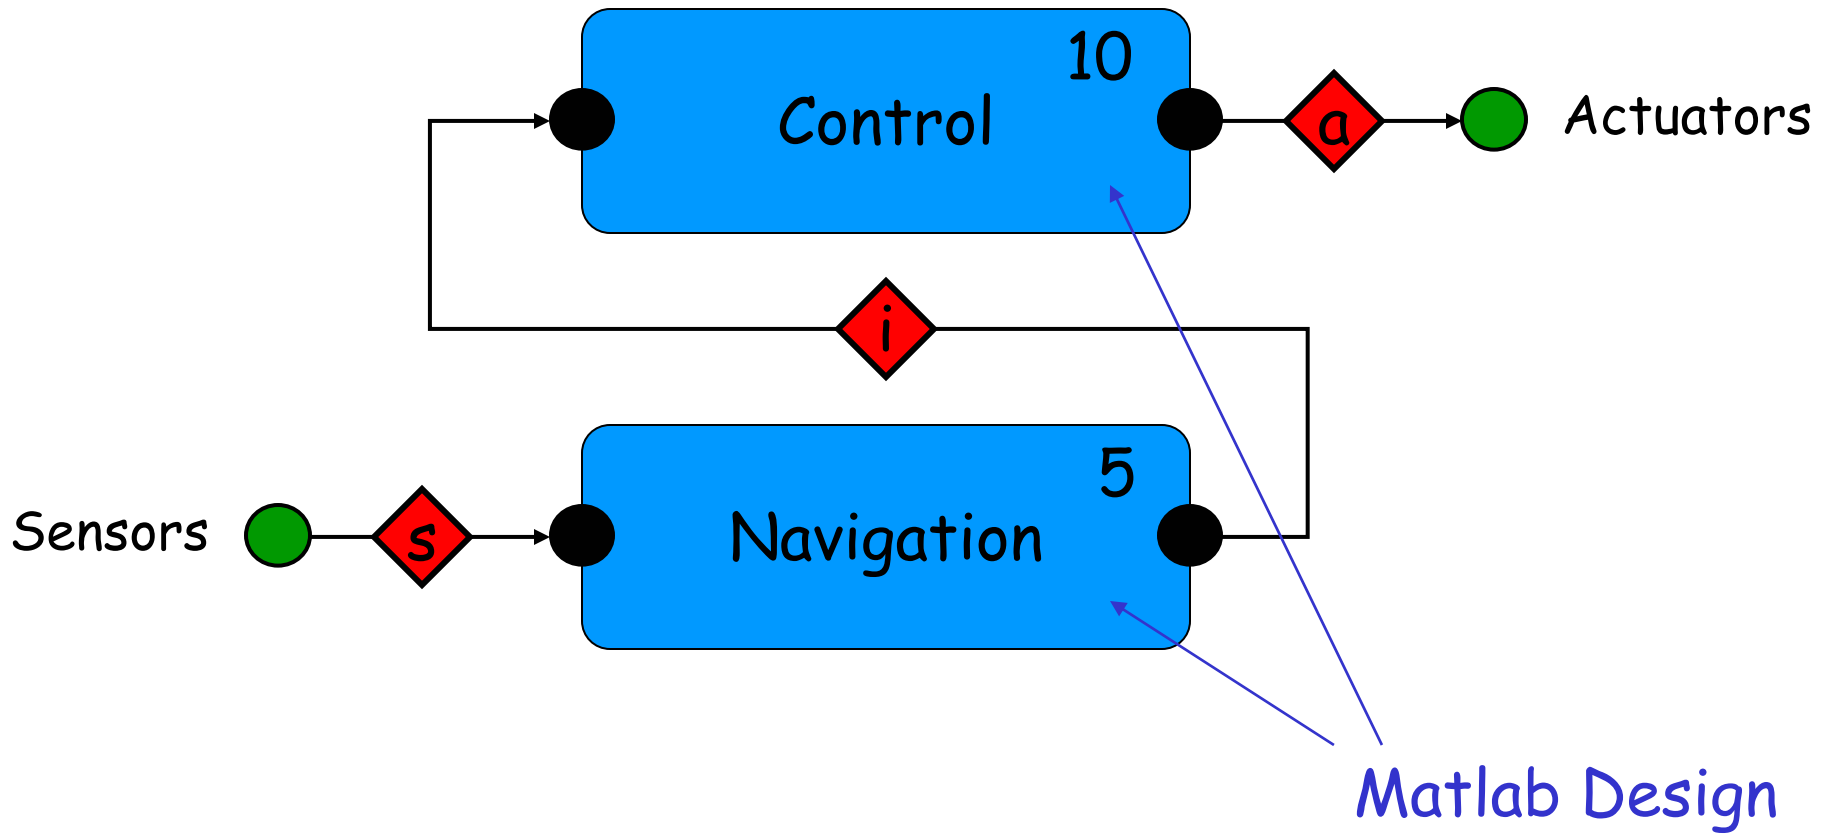 10
Control
a
Actuators
i
5
Sensors
s
Navigation
Matlab Design